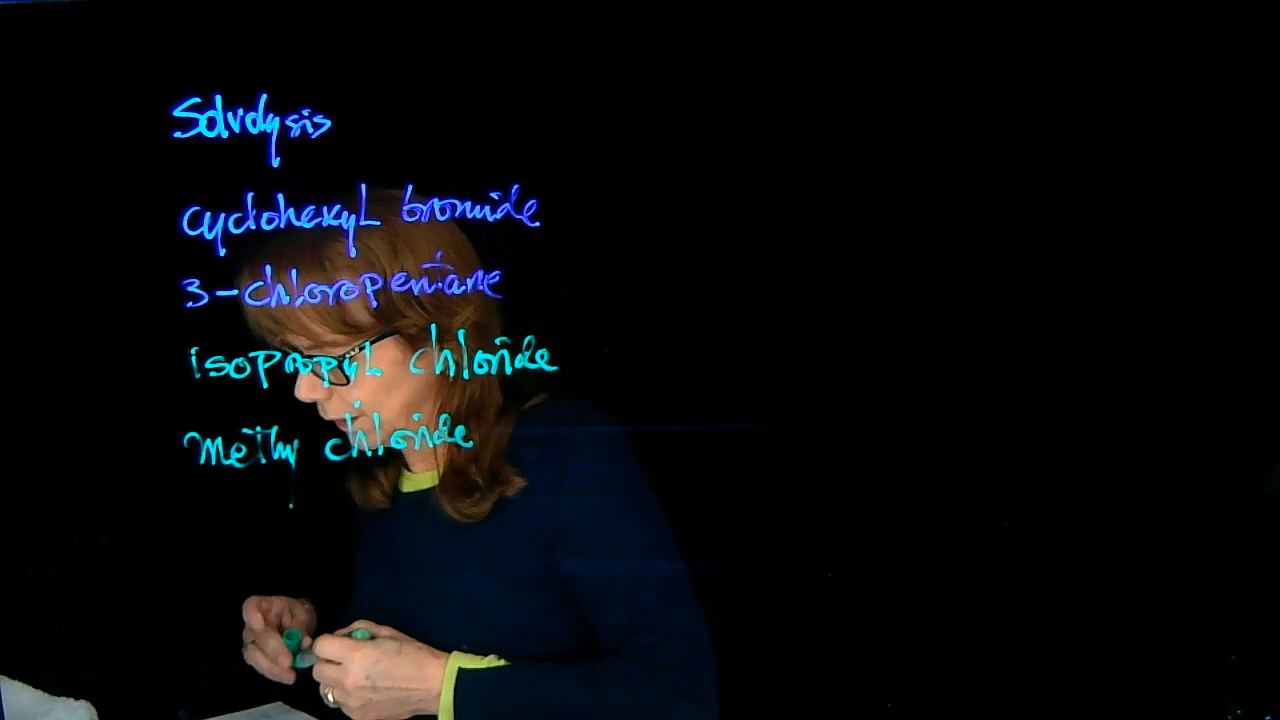 Solvolysis
cyclohexyl bromide
3-chloropentane
isopropyl chloride
methy chloride